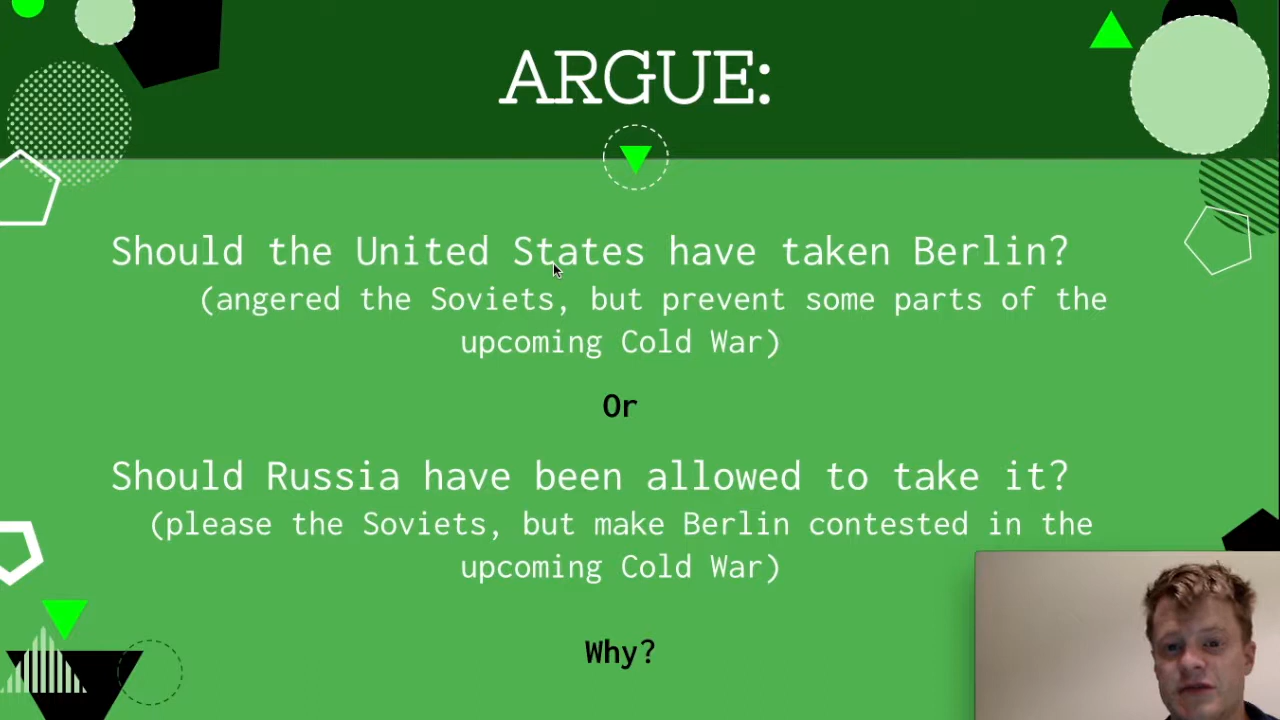 ARGUE:
Should the United States have taken Berlin?
(angered the Soviets, but prevent some parts of the
upcoming Cold War)
Or
Should Russia have been allowed to take it?
(please the Soviets, but make Berlin contested in the
upcoming Cold War)
Why?